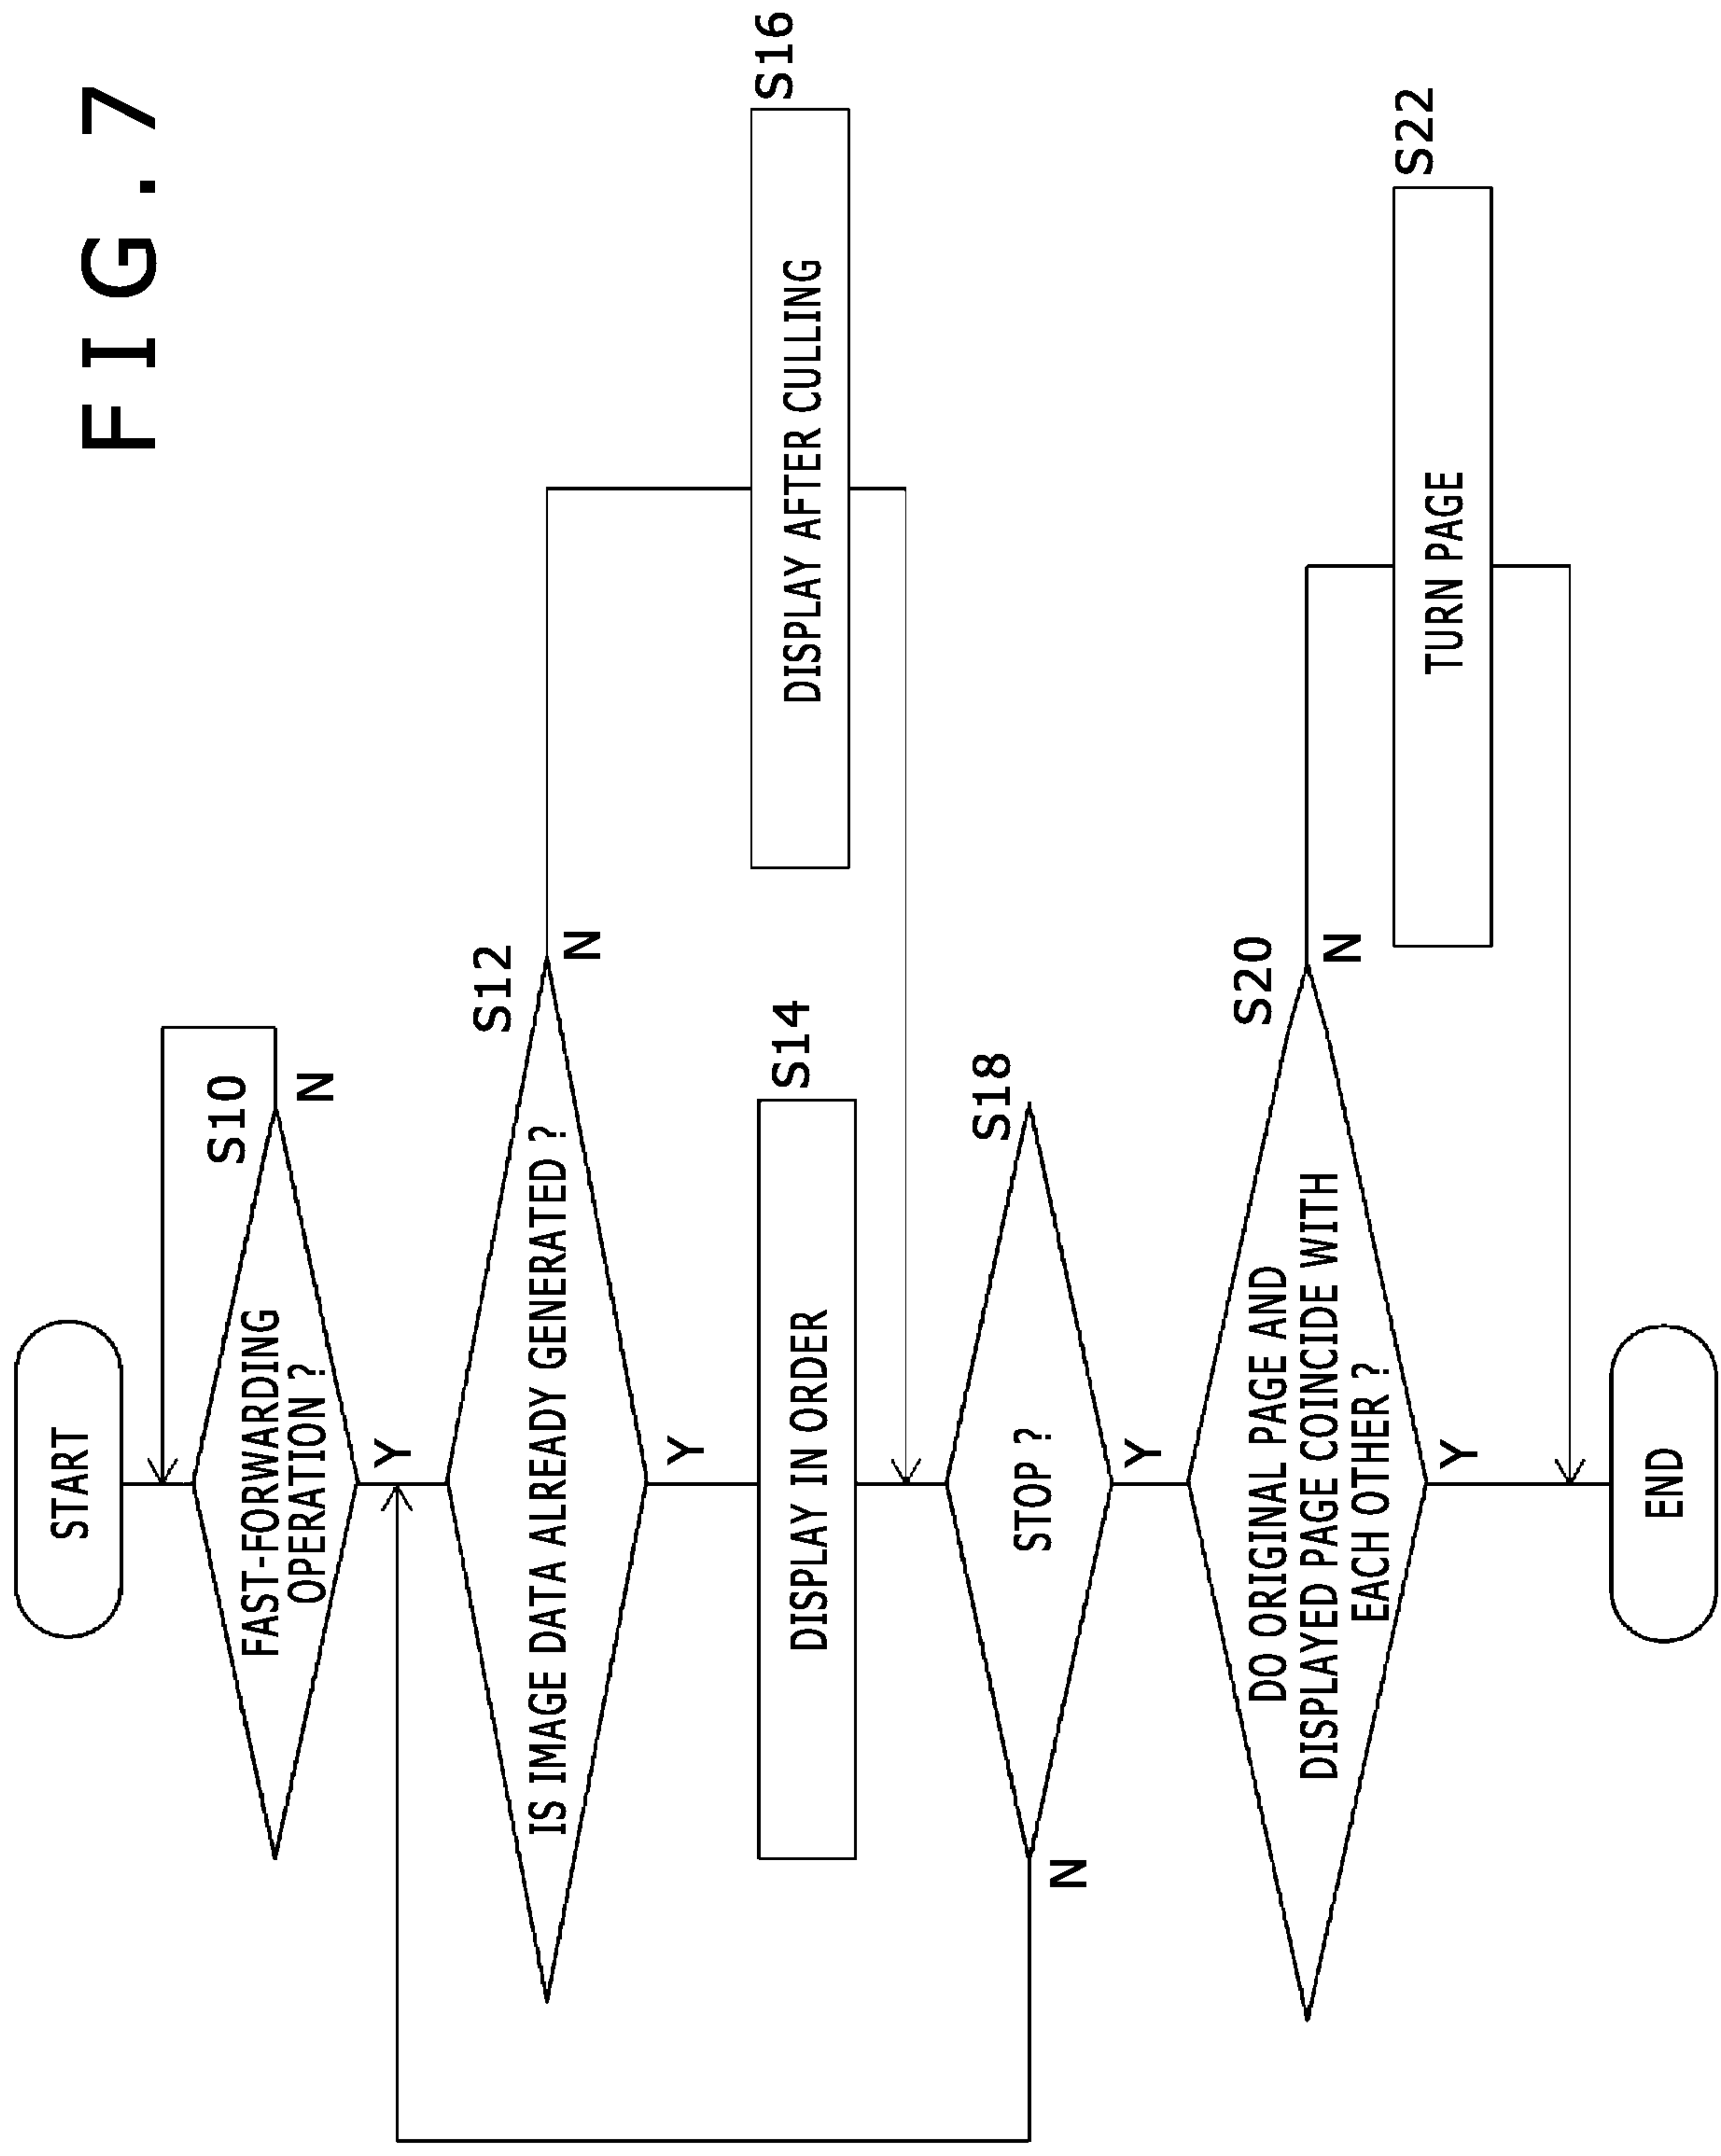 FIG.7
START
S10
FAST-FORWARDING
OPERATION ?
N
Y
S12
IS IMAGE DATA ALREADY GENERATED ?
N
Y
S14
DISPLAY IN ORDER
S16
DISPLAY AFTER CULLING
S18
STOP ?
N
Y
S20
DO ORIGINAL PAGE AND
DISPLAYED PAGE COINCIDE WITH
EACH OTHER ?
N
Y
S22
TURN PAGE
END